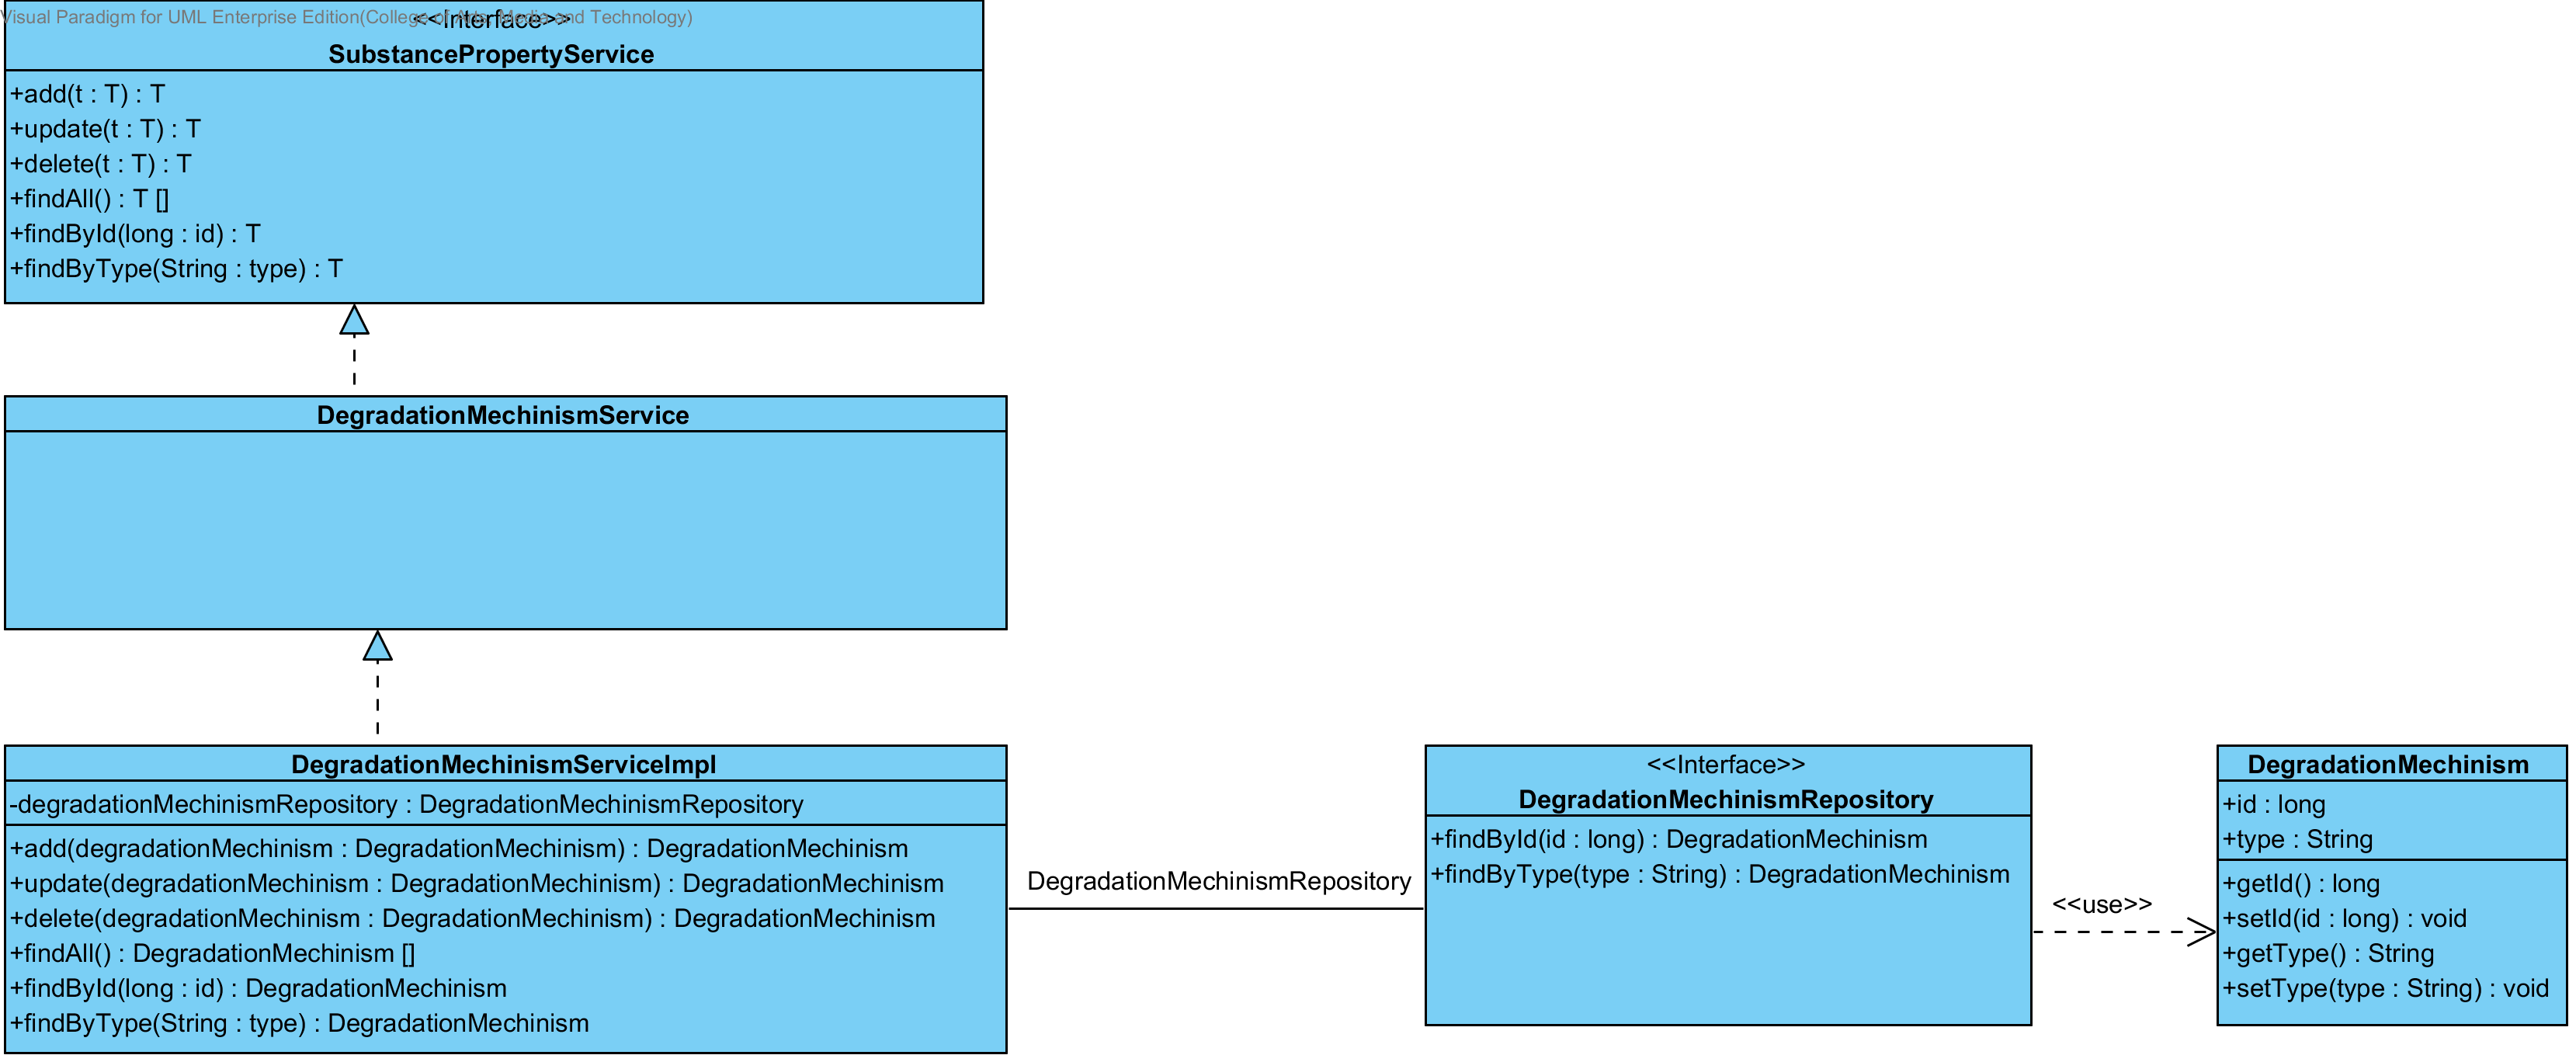 Visual Paradigm for UML Enterprise Edition(College of Arts, Media and Technology)
<<Interface>>
SubstancePropertyService
+add(t : T) : T
+update(t : T) : T
+delete(t : T) : T
+findAll() : T []
+findById(long : id) : T
+findByType(String : type) : T
DegradationMechinismService
DegradationMechinismServiceImpl
-degradationMechinismRepository : DegradationMechinismRepository
+add(degradationMechinism : DegradationMechinism) : DegradationMechinism
+update(degradationMechinism : DegradationMechinism) : DegradationMechinism
+delete(degradationMechinism : DegradationMechinism) : DegradationMechinism
+findAll() : DegradationMechinism []
+findById(long : id) : DegradationMechinism
+findByType(String : type) : DegradationMechinism
DegradationMechinismRepository
<<Interface>>
DegradationMechinismRepository
+findById(id : long) : DegradationMechinism
+findByType(type : String) : DegradationMechinism
<<use>>
DegradationMechinism
+id : long
+type : String
+getId() : long
+setId(id : long) : void
+getType() : String
+setType(type : String) : void